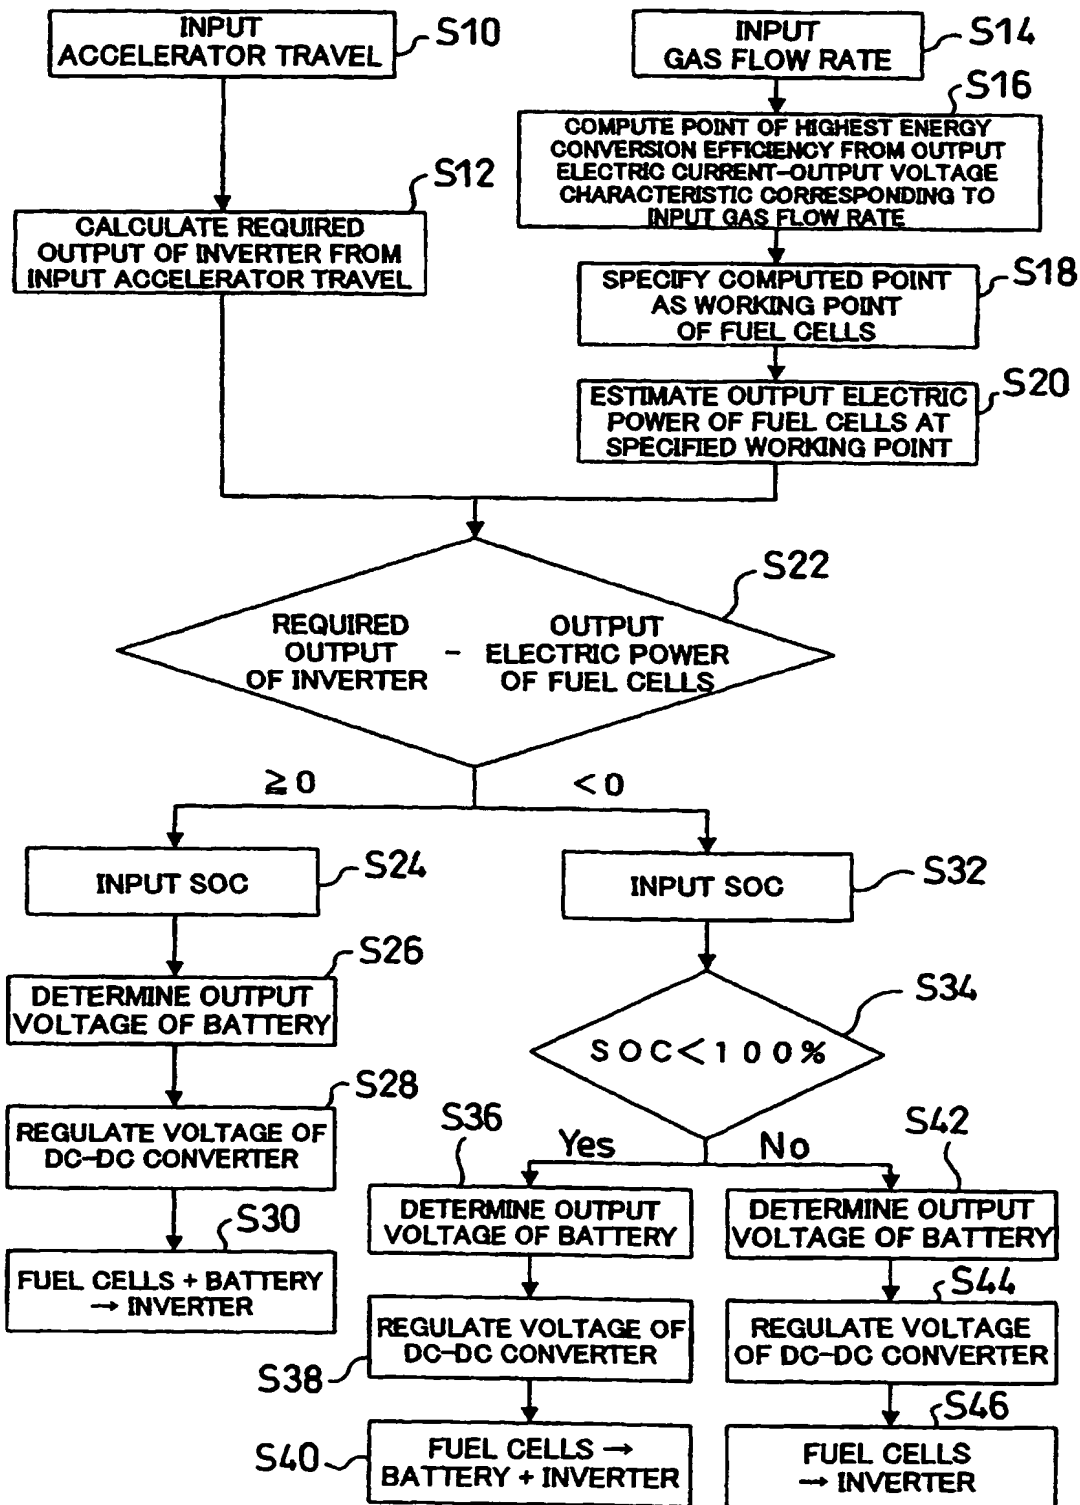 INPUT
ACCELERATOR TRAVEL
S10
INPUT
GAS FLOW RATE
S14
S16
COMPUTE POINT OF HIGHEST ENERGY
CONVERSION EFFICIENCY FROM OUTPUT
ELECTRIC CURRENT-OUTPUT VOLTAGE
CHARACTERISTIC CORRESPONDING TO
INPUT GAS FLOW RATE
S12
CALCULATE REQUIRED
OUTPUT OF INVERTER FROM
INPUT ACCELERATOR TRAVEL
SPECIFY COMPUTED POINT
AS WORKING POINT
OF FUEL CELLS
S18
ESTIMATE OUTPUT ELECTRIC
POWER OF FUEL CELLS AT
SPECIFIED WORKING POINT
S20
S22
REQUIRED
OUTPUT
OF INVERTER
-
OUTPUT
ELECTRIC POWER
OF FUEL CELLS
≧0
<0
INPUT SOC
S24
INPUT SOC
S32
S26
DETERMINE OUTPUT
VOLTAGE OF BATTERY
S34
SOC<100%
S28
REGULATE VOLTAGE OF
DC-DC CONVERTER
S36
Yes
No
S42
DETERMINE OUTPUT
VOLTAGE OF BATTERY
DETERMINE OUTPUT
VOLTAGE OF BATTERY
S30
FUEL CELLS + BATTERY
→ INVERTER
S44
REGULATE VOLTAGE OF
DC-DC CONVERTER
S38
REGULATE VOLTAGE
OF DC-DC CONVERTER
S46
S40
FUEL CELLS →
BATTERY + INVERTER
FUEL CELLS
→ INVERTER